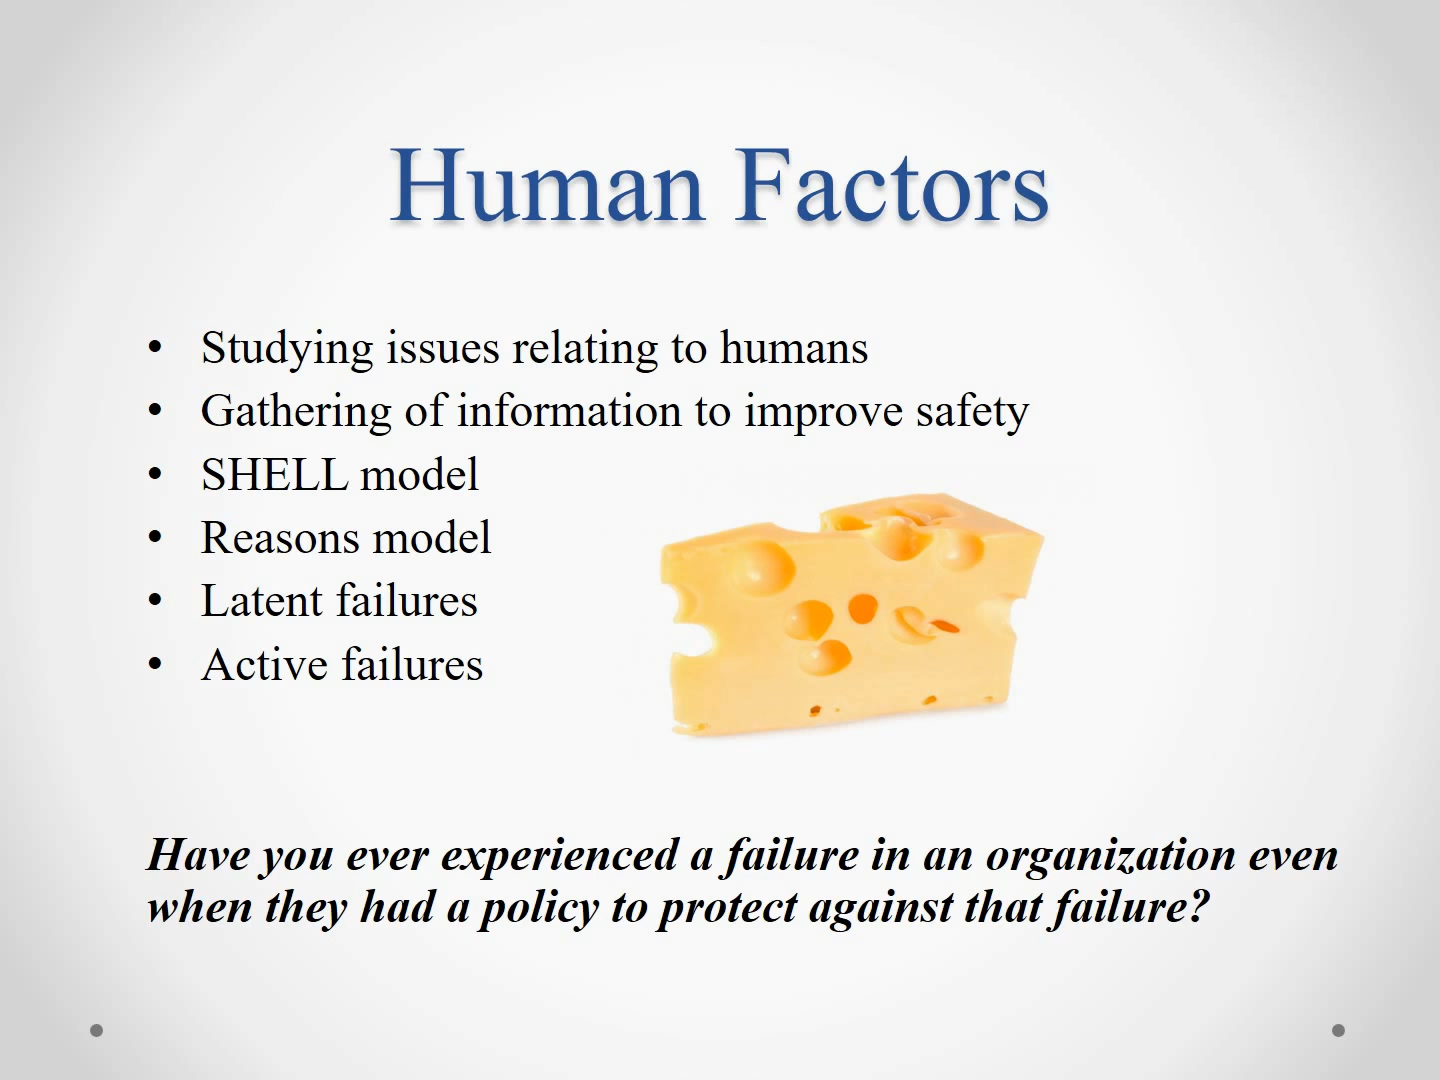 Human Factors
• Studying issues relating to humans
• Gathering of information to improve safety
• SHELL model
• Reasons model
• Latent failures
• Active failures
Have you ever experienced a failure in an organization even
when they had a policy to protect against that failure?